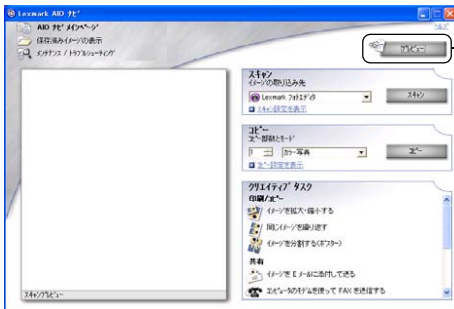 Lexmark AIO ﾅﾋﾞ
AIO ﾅﾋﾞ ﾒｲﾝﾍﾟｰｼﾞ
保存済みｲﾒｰｼﾞの表示
ﾒﾝﾃﾅﾝｽ / ﾄﾗﾌﾞﾙｼｭｰﾃｨﾝｸﾞ
ﾍﾙﾌﾟ
ﾌﾟﾚﾋﾞｭｰ
ｽｷｬﾝ
ｲﾒｰｼﾞの取り込み先
Lexmark ﾌｫﾄｴﾃﾞｨﾀ
ｽｷｬﾝ
ｽｷｬﾝ設定を表示
ｺﾋﾟｰ
ｺﾋﾟｰ部数とﾓｰﾄﾞ
1
ｶﾗｰ写真
ｺﾋﾟｰ
ｺﾋﾟｰ設定を表示
ｸﾘｴｲﾃｨﾌﾞ ﾀｽｸ
印刷/ｺﾋﾟｰ
ｲﾒｰｼﾞを拡大・縮小する
同じｲﾒｰｼﾞを繰り返す
ｲﾒｰｼﾞを分割する(ﾎﾟｽﾀｰ)
共有
ｲﾒｰｼﾞを E ﾒｰﾙに添付して送る
ｺﾝﾋﾟｭｰﾀのﾓﾃﾞﾑを使って FAX を送信する
ｽｷｬﾝﾌﾟﾚﾋﾞｭｰ